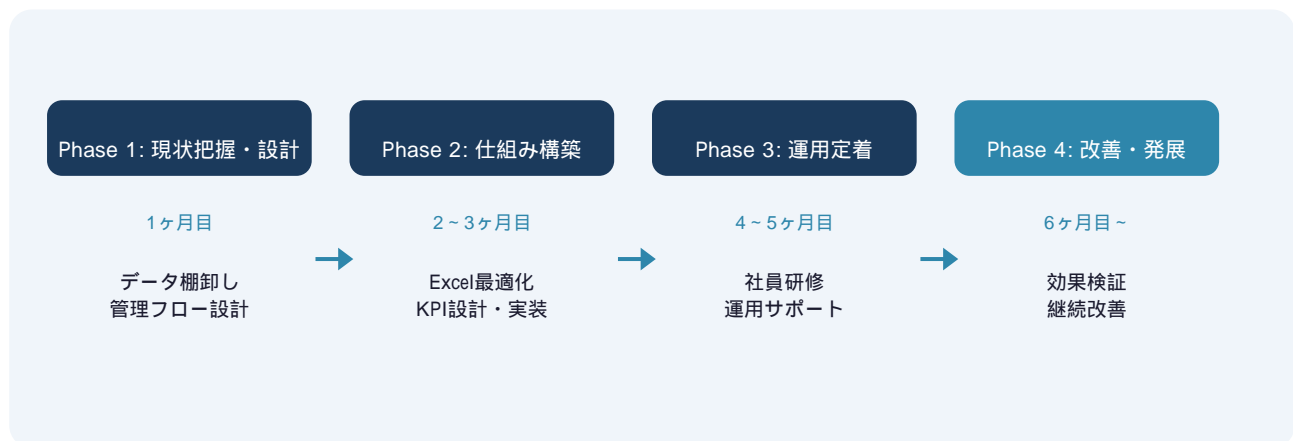 Phase 1: 現状把握・設計
1ヶ月目
データ棚卸し
管理フロー設計
Phase 2: 仕組み構築
2~3ヶ月目
Excel最適化
KPI設計・実装
Phase 3: 運用定着
4~5ヶ月目
社員研修
運用サポート
Phase 4: 改善・発展
6ヶ月目~
効果検証
継続改善